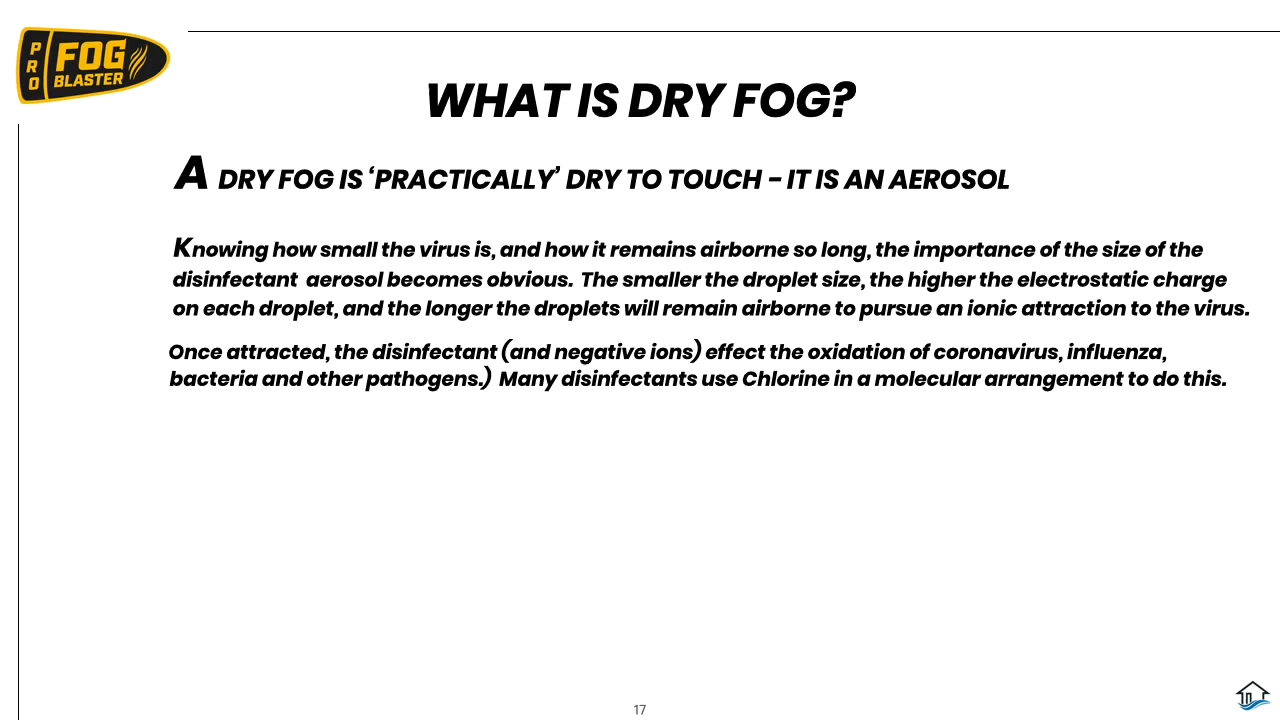 PRO
FOG
BLASTER
WHAT IS DRY FOG?
A DRY FOG IS ‘PRACTICALLY’ DRY TO TOUCH – IT IS AN AEROSOL
Knowing how small the virus is, and how it remains airborne so long, the importance of the size of the
disinfectant  aerosol becomes obvious.  The smaller the droplet size, the higher the electrostatic charge
on each droplet, and the longer the droplets will remain airborne to pursue an ionic attraction to the virus.
Once attracted, the disinfectant (and negative ions) effect the oxidation of coronavirus, influenza,
bacteria and other pathogens.)  Many disinfectants use Chlorine in a molecular arrangement to do this.
17